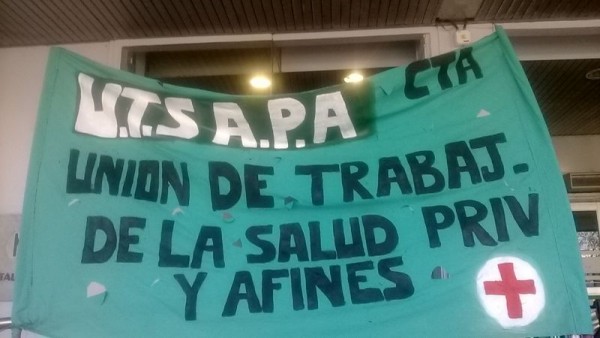 U.T.S A.P.A CTA
UNION DE TRABAJ.
DE LA SALUD PRIV
Y AFINES